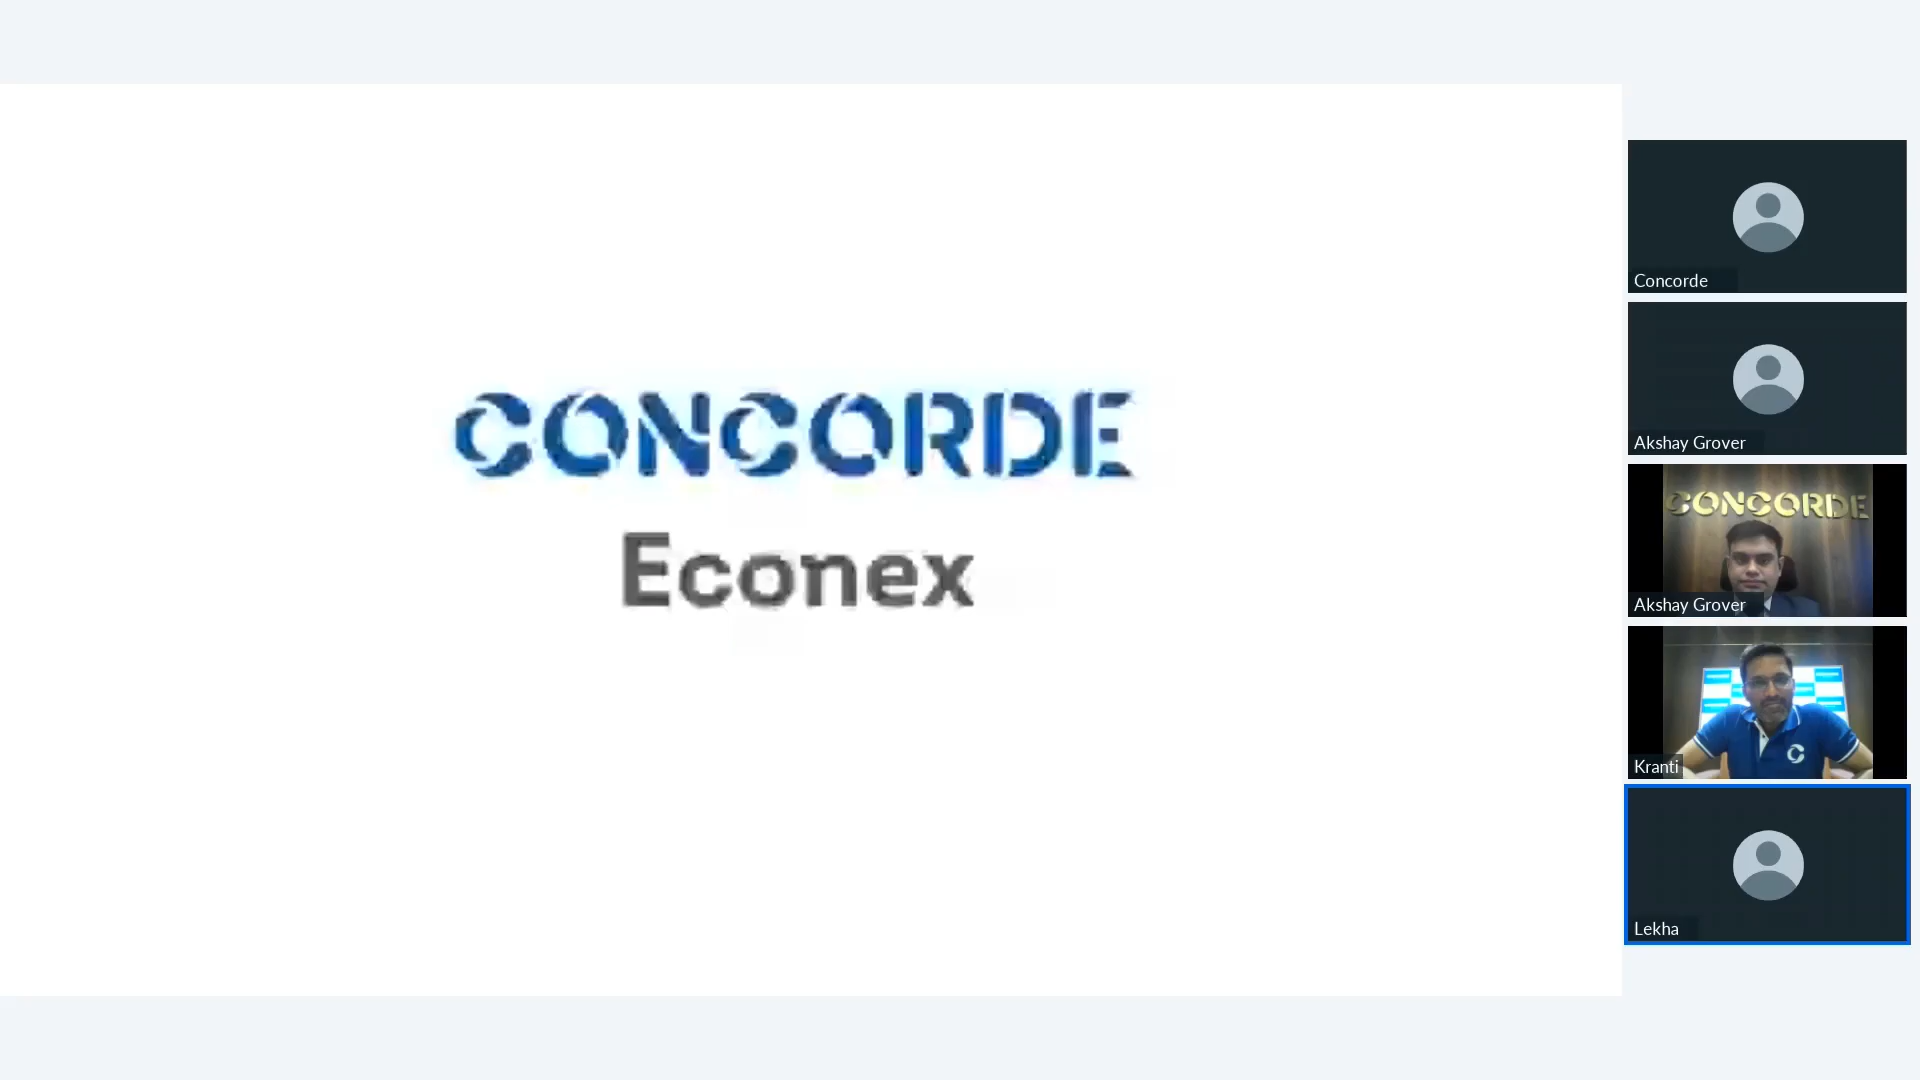 CONCORDE
Econex
Concorde
Akshay Grover
CONCORDE
Akshay Grover
Kranti
Lekha